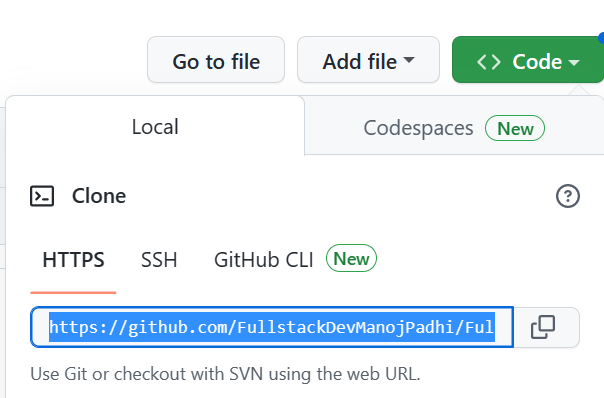 Go to file Add file Code
Local Codespaces New
Clone
HTTPS SSH GitHub CLI New
https://github.com/FullstackDevManojPadhi/Ful
Use Git or checkout with SVN using the web URL.